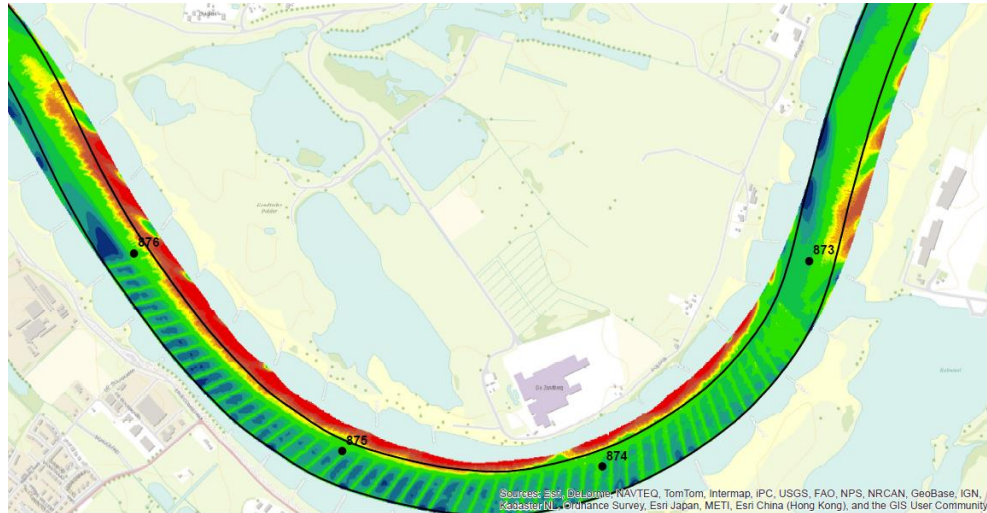 876
873
875
874
Sources: Esri, DeLorme, NAVTEQ, TomTom, Intermap, iPC, USGS, FAO, NPS, NRCAN, GeoBase, IGN,
Kadaster NL, Ordnance Survey, Esri Japan, METI, Esri China (Hong Kong), and the GIS User Community